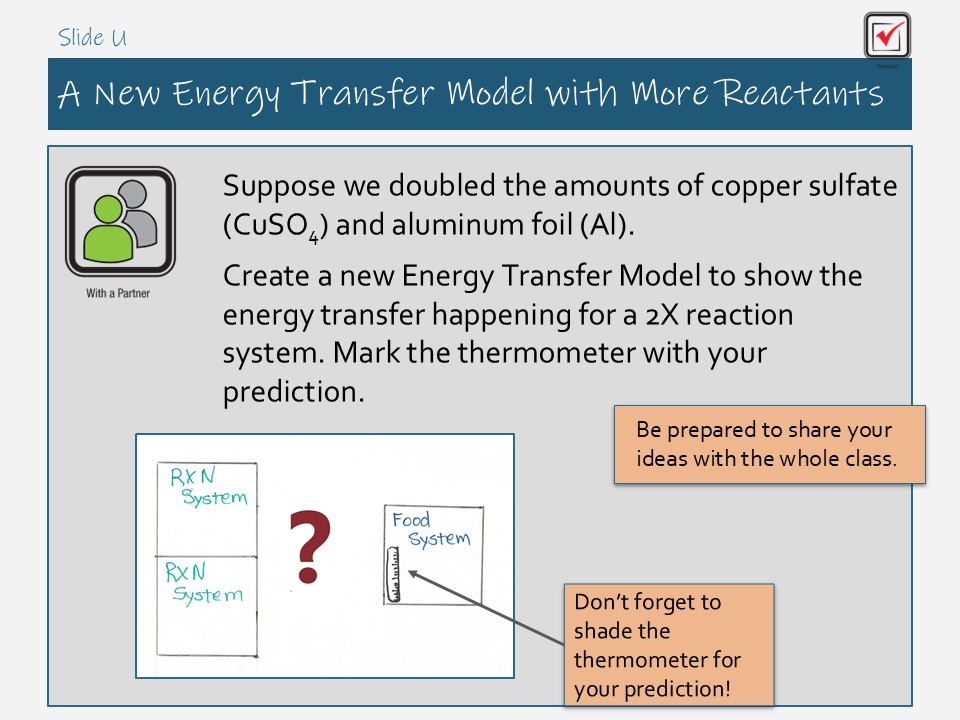 Slide U
A New Energy Transfer Model with More Reactants
With a Partner
Suppose we doubled the amounts of copper sulfate
(CuSO₄) and aluminum foil (Al).
Create a new Energy Transfer Model to show the
energy transfer happening for a 2X reaction
system. Mark the thermometer with your
prediction.
Be prepared to share your
ideas with the whole class.
RXN
System
?
Food
System
RXN
System
Don't forget to
shade the
thermometer for
your prediction!